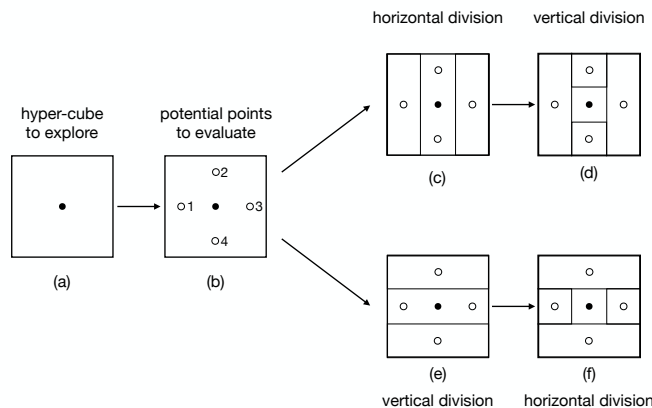 horizontal division
vertical division
hyper-cube
to explore
potential points
to evaluate
2
1
3
4
(a)
(b)
(c)
(d)
(e)
(f)
vertical division
horizontal division